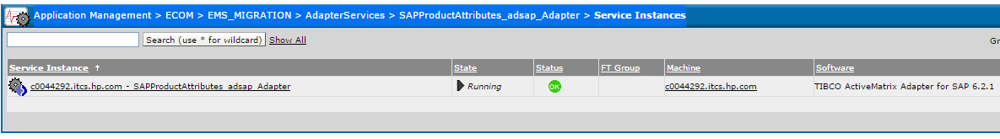 Application Management > ECOM > EMS_MIGRATION > AdapterServices > SAPProductAttributes_adsap_Adapter > Service Instances
Search (use * for wildcard) Show All Gr
Service Instance ↑ State Status FT Group Machine Software
c0044292.itcs.hp.com - SAPProductAttributes_adsap_Adapter Running OK c0044292.itcs.hp.com TIBCO ActiveMatrix Adapter for SAP 6.2.1